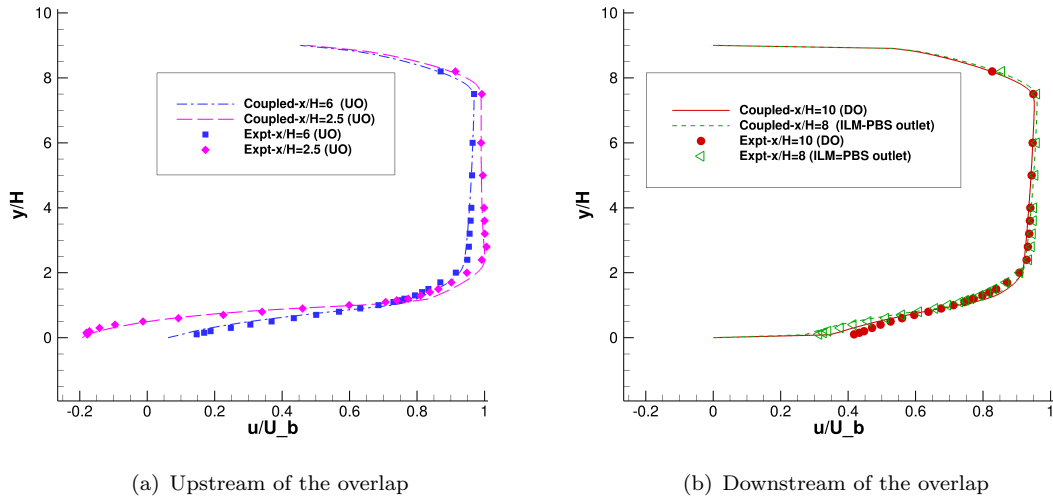 10
8
6
4
2
0
y/H
-0.2
0
0.2
0.4
0.6
0.8
1
u/U_b
Coupled-x/H=6 (UO)
Coupled-x/H=2.5 (UO)
Expt-x/H=6 (UO)
Expt-x/H=2.5 (UO)
(a) Upstream of the overlap
10
8
6
4
2
0
y/H
-0.2
0
0.2
0.4
0.6
0.8
1
u/U_b
Coupled-x/H=10 (DO)
Coupled-x/H=8 (ILM-PBS outlet)
Expt-x/H=10 (DO)
Expt-x/H=8 (ILM=PBS outlet)
(b) Downstream of the overlap